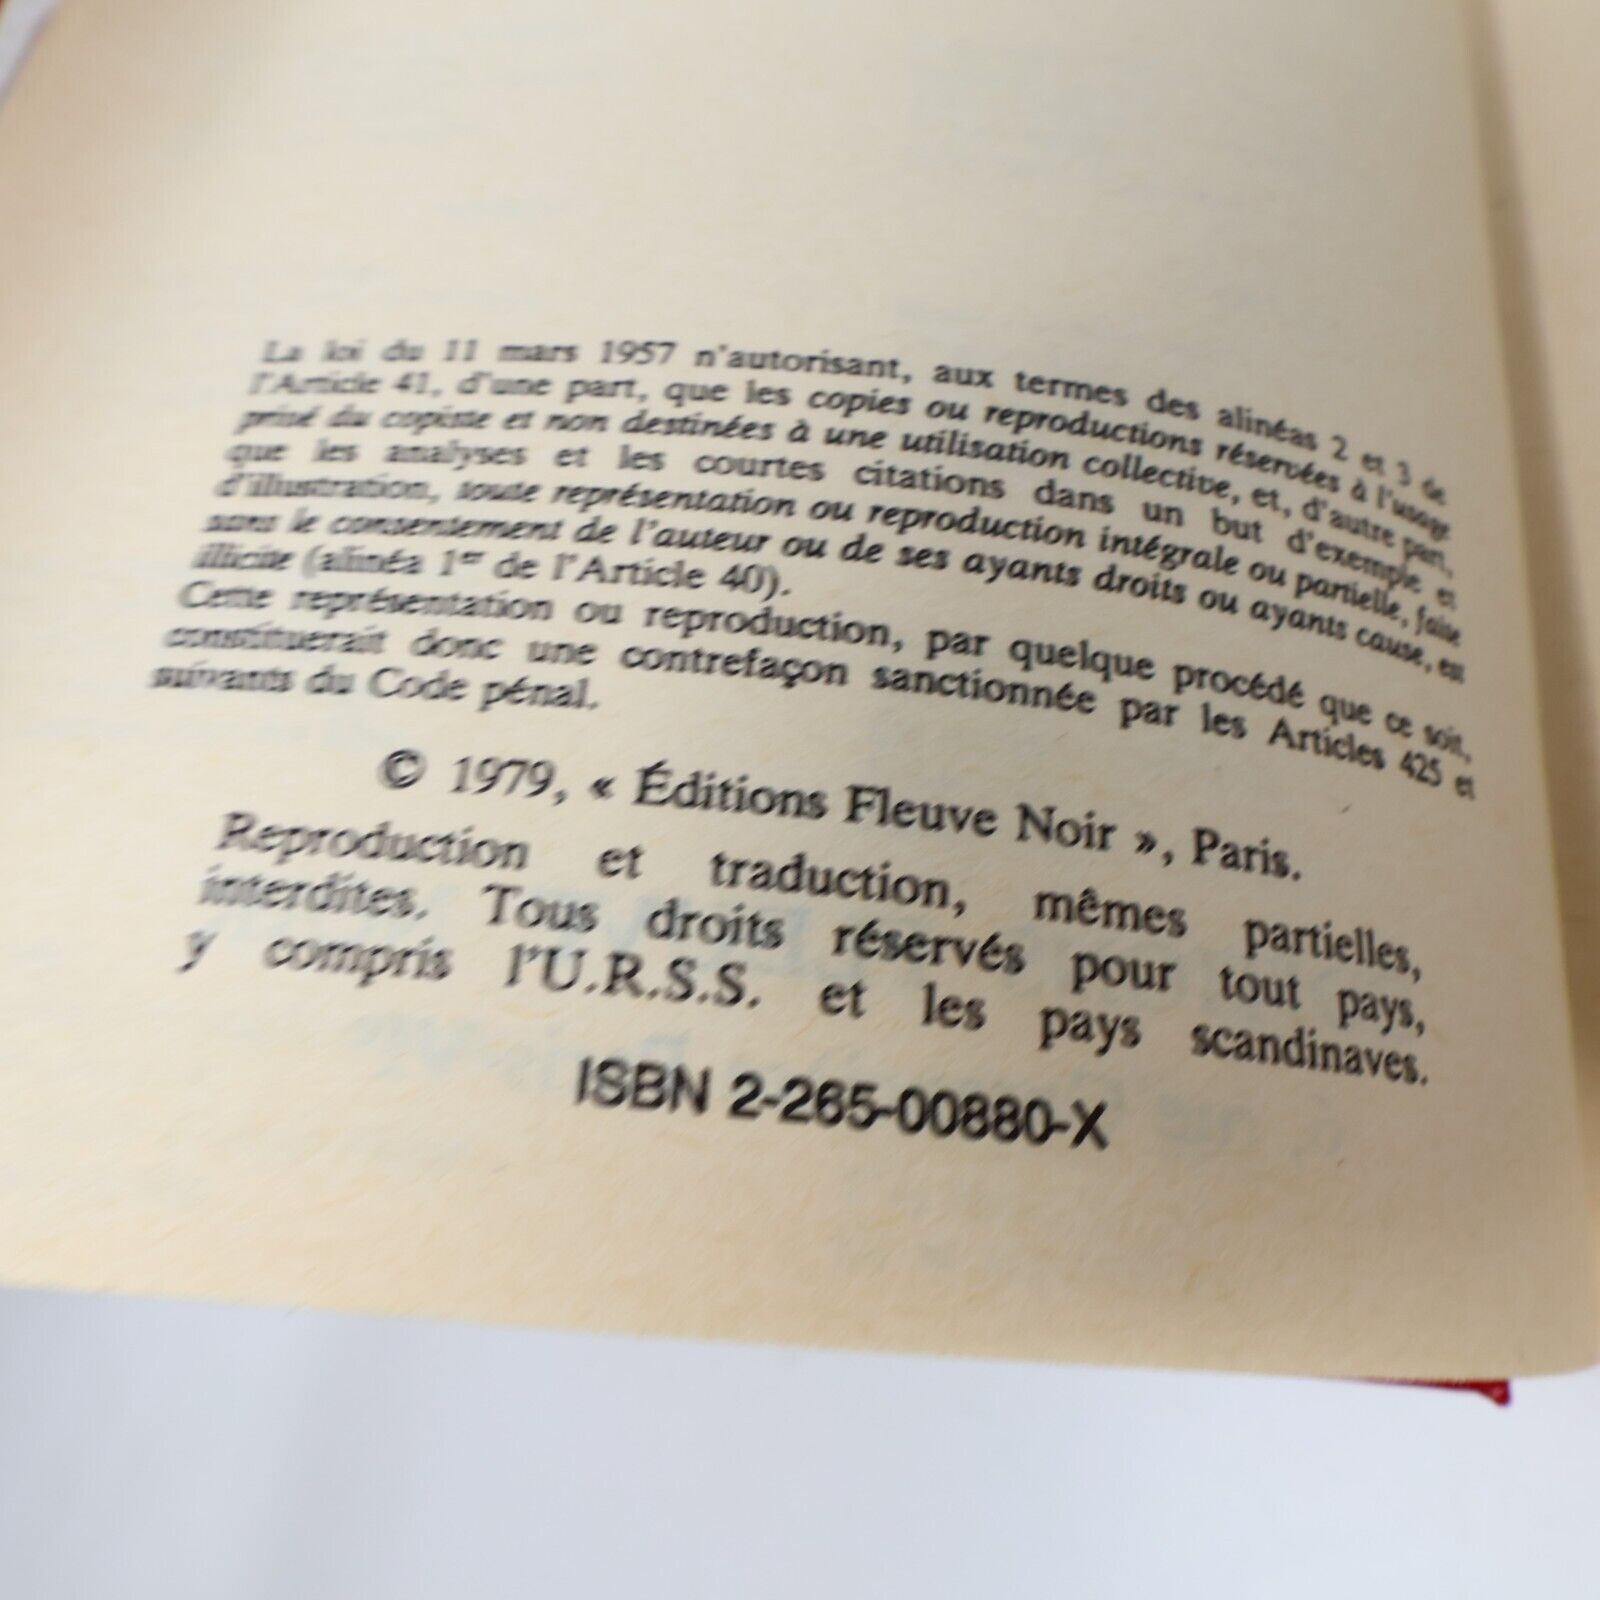 La loi du 11 mars 1957 n'autorisant, aux termes des alinéas 2 et 3 de
l'Article 41, d'une part, que les copies ou reproductions réservées à l'usage
privé du copiste et non destinées à une utilisation collective, et, d'autre part,
que les analyses et les courtes citations dans un but d'exemple et
d'illustration, toute représentation ou reproduction intégrale ou partielle, faite
sans le consentement de l'auteur ou de ses ayants droits ou ayants cause, est
illicite (alinéa 1er de l'Article 40).
Cette représentation ou reproduction, par quelque procédé que ce soit,
constituerait donc une contrefaçon sanctionnée par les Articles 425 et
suivants du Code pénal.
© 1979, « Éditions Fleuve Noir », Paris.
Reproduction et traduction, mêmes partielles,
interdites. Tous droits réservés pour tout pays,
y compris l'U.R.S.S. et les pays scandinaves.
ISBN 2-265-00880-X